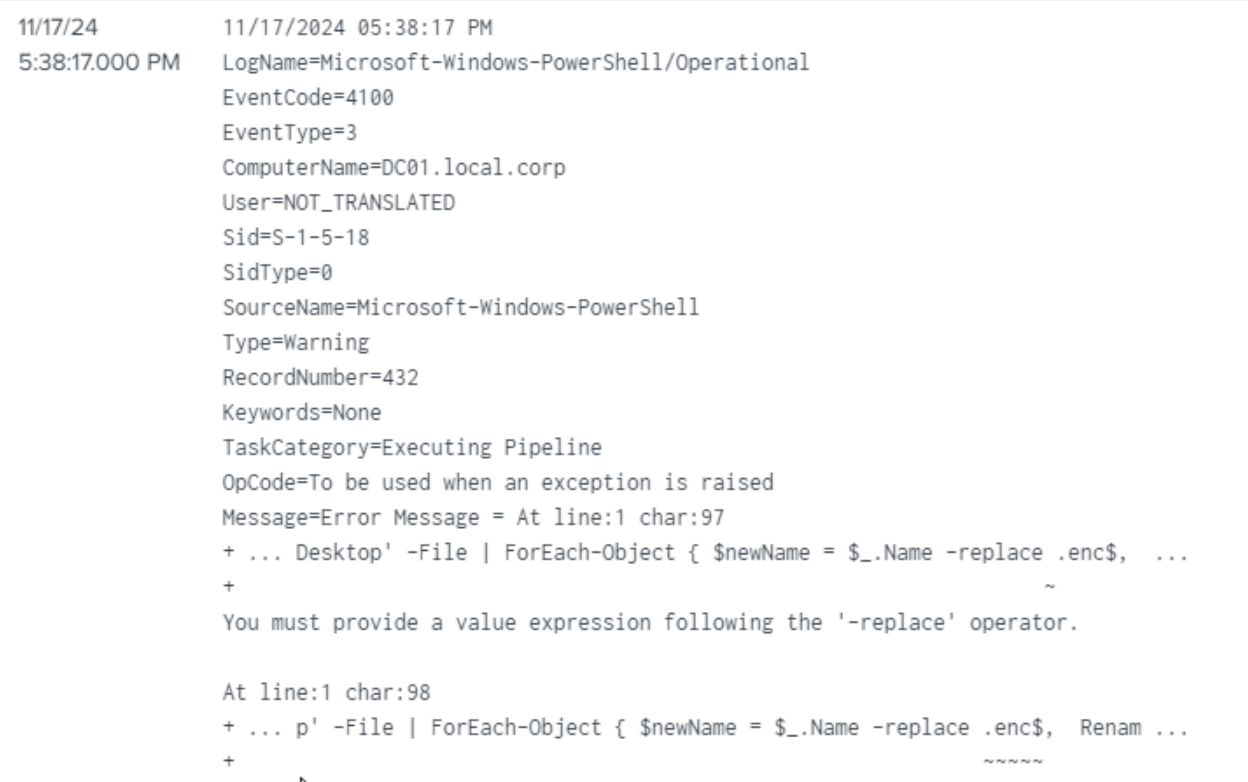 11/17/24
5:38:17.000 PM
11/17/2024 05:38:17 PM
LogName=Microsoft-Windows-PowerShell/Operational
EventCode=4100
EventType=3
ComputerName=DC01.local.corp
User=NOT_TRANSLATED
Sid=S-1-5-18
SidType=0
SourceName=Microsoft-Windows-PowerShell
Type=Warning
RecordNumber=432
Keywords=None
TaskCategory=Executing Pipeline
OpCode=To be used when an exception is raised
Message=Error Message = At line:1 char:97
+ ... Desktop' -File | ForEach-Object { $newName = $_.Name -replace .enc$,  ...
+                                                                   ~
You must provide a value expression following the '-replace' operator.
At line:1 char:98
+ ... p' -File | ForEach-Object { $newName = $_.Name -replace .enc$,  Renam ...
+                                                             ~~~~~